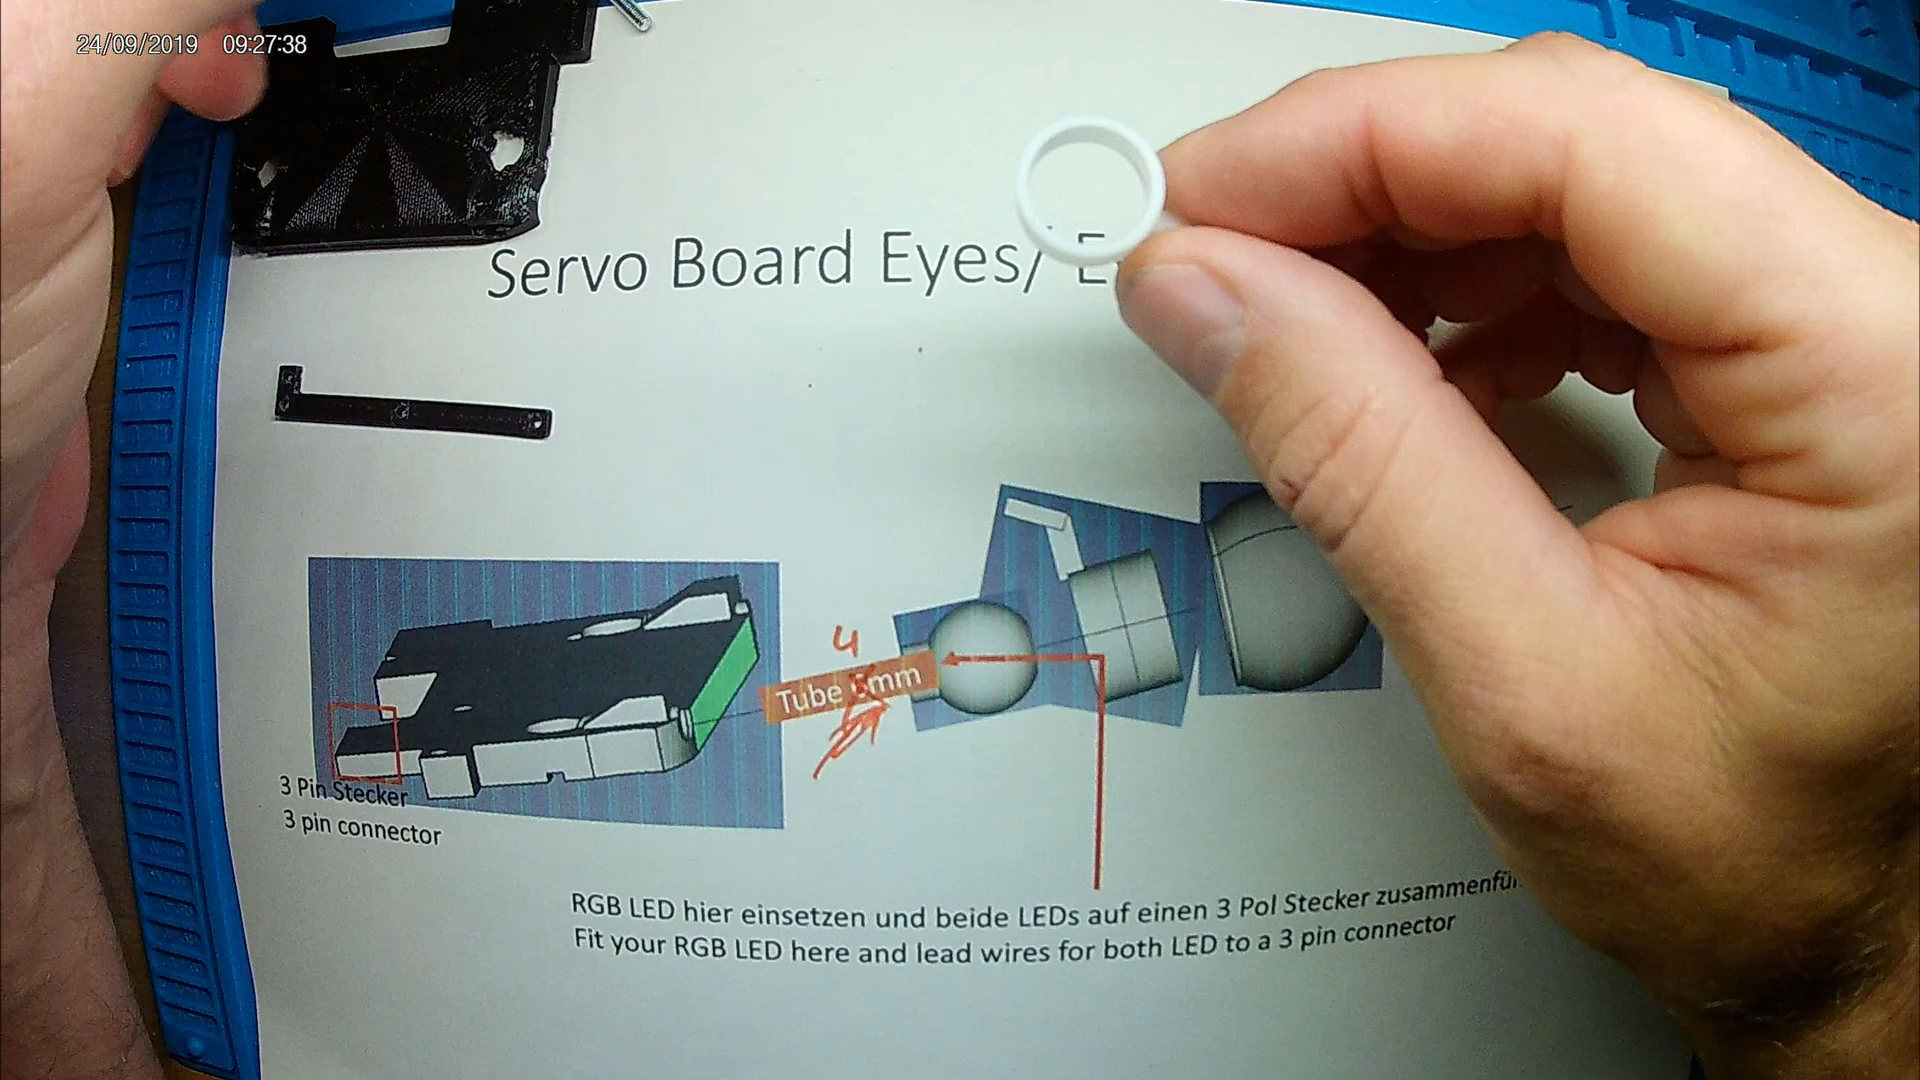 24/09/2019 09:27:38
Servo Board Eyes/ E
4
Tube mm
3 Pin Stecker
3 pin connector
RGB LED hier einsetzen und beide LEDs auf einen 3 Pol Stecker
Fit your RGB LED here and lead wires for both LED to a 3 pin connector